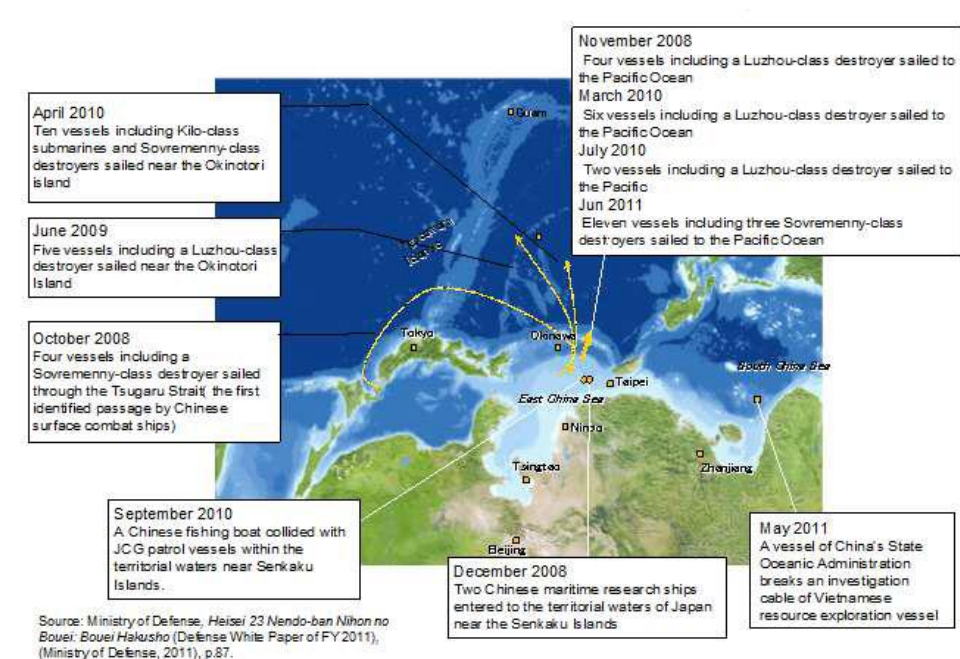 November 2008
Four vessels including a Luzhou-class destroyer sailed to
the Pacific Ocean
March 2010
Six vessels including a Luzhou-class destroyer sailed to
the Pacific Ocean
July 2010
Two vessels including a Luzhou-class destroyer sailed to
the Pacific
Jun 2011
Eleven vessels including three Sovremenny-class
destroyers sailed to the Pacific Ocean
April 2010
Ten vessels including Kilo-class
submarines and Sovremenny-class
destroyers sailed near the Okinotori
island
June 2009
Five vessels including a Luzhou-class
destroyer sailed near the Okinotori
Island
October 2008
Four vessels including a
Sovremenny-class destroyer sailed
through the Tsugaru Strait( the first
identified passage by Chinese
surface combat ships)
Guam
Tokyo
Okinawa
Taipei
South China Sea
East China Sea
Ninbo
Tsingtao
Zhanjiang
Beijing
September 2010
A Chinese fishing boat collided with
JCG patrol vessels within the
territorial waters near Senkaku
Islands.
December 2008
Two Chinese maritime research ships
entered to the territorial waters of Japan
near the Senkaku Islands
May 2011
A vessel of China's State
Oceanic Administration
breaks an investigation
cable of Vietnamese
resource exploration vessel
Source: Ministry of Defense, Heisei 23 Nendo-ban Nihon no
Bouei: Bouei Hakusho (Defense White Paper of FY 2011),
(Ministry of Defense, 2011), p.87.